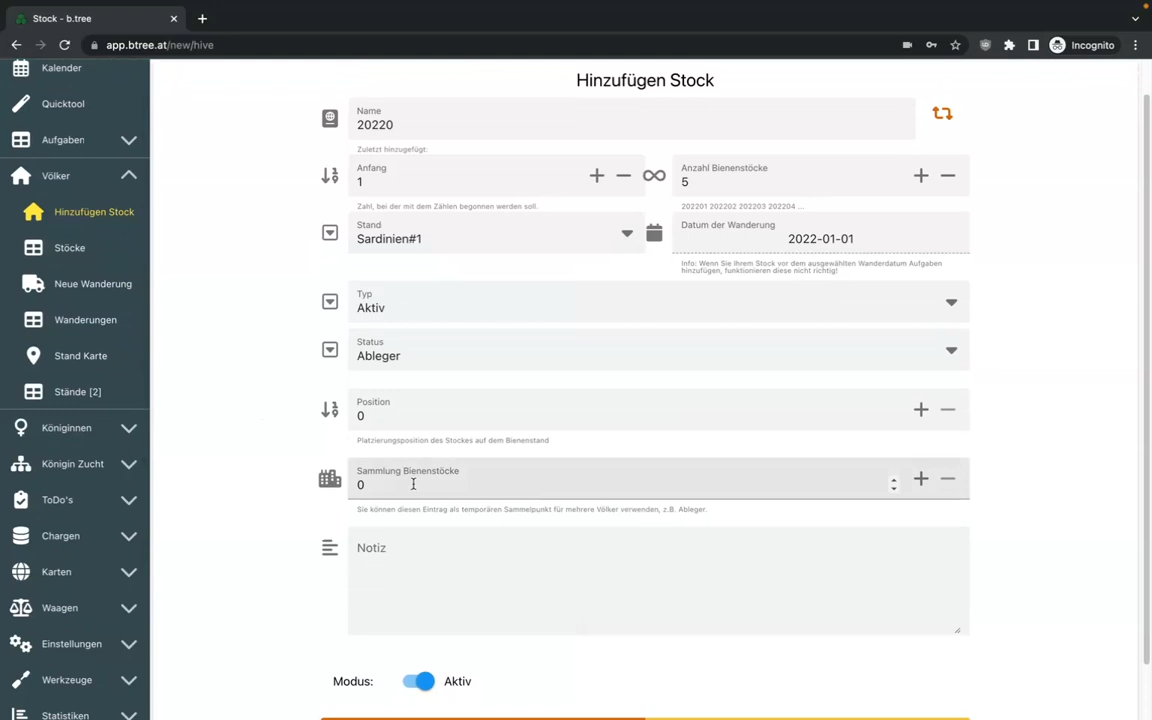 Stock - b.tree
app.btree.at/new/hive
Incognito
Kalender
Quicktool
Aufgaben
Völker
Hinzufügen Stock
Stöcke
Neue Wanderung
Wanderungen
Stand Karte
Stände [2]
Königinnen
Königin Zucht
ToDo's
Chargen
Karten
Waagen
Einstellungen
Werkzeuge
Statistiken
Hinzufügen Stock
Name
20220
Zuletzt hinzugefügt:
Anfang
1
Zahl, bei der mit dem Zählen begonnen werden soll.
Anzahl Bienenstöcke
5
202201 202202 202203 202204 ...
Stand
Sardinien#1
Datum der Wanderung
2022-01-01
Info: Wenn Sie Ihrem Stock vor dem ausgewählten Wanderdatum Aufgaben
hinzufügen, funktionieren diese nicht richtig!
Typ
Aktiv
Status
Ableger
Position
0
Platzierungsposition des Stockes auf dem Bienenstand
Sammlung Bienenstöcke
0
Sie können diesen Eintrag als temporären Sammelpunkt für mehrere Völker verwenden, z.B. Ableger.
Notiz
Modus: Aktiv